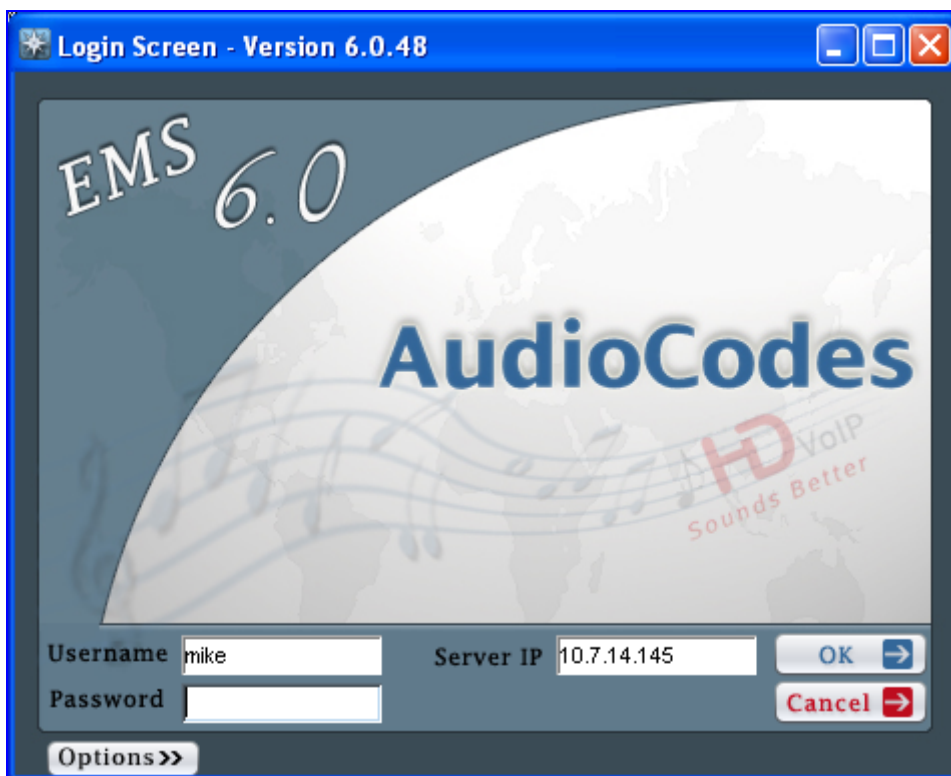 Login Screen - Version 6.0.48
EMS 6.0
AudioCodes
HD VoIP
Sounds Better
Username mike Server IP 10.7.14.145 OK
Password Cancel
Options>>